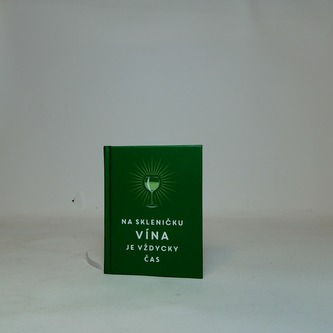 NA SKLENIČKU
VÍNA
JE VŽDYCKY
ČAS